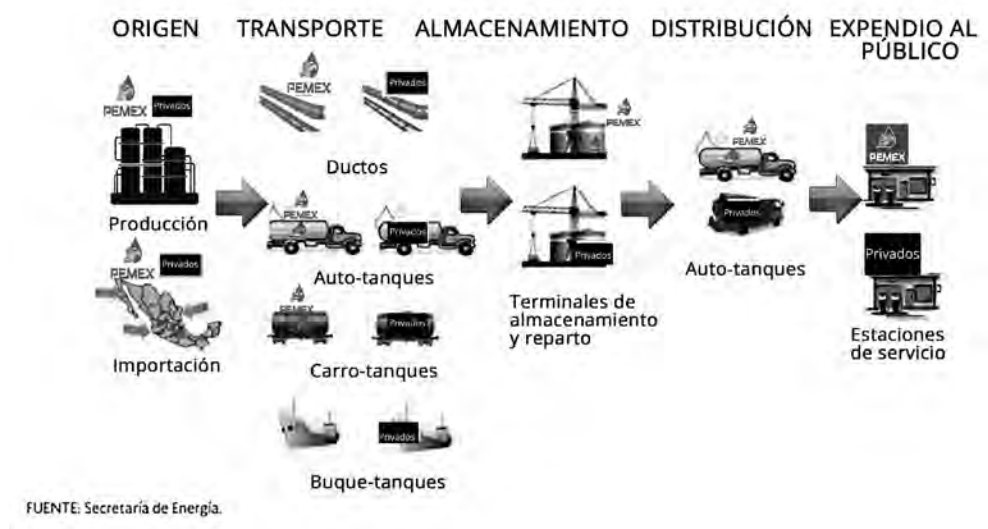 ORIGEN
TRANSPORTE
ALMACENAMIENTO
DISTRIBUCIÓN
EXPENDIO AL
PÚBLICO
PEMEX
Privados
Producción
PEMEX
Privados
Importación
PEMEX
Privados
Ductos
PEMEX
Privados
Auto-tanques
PEMEX
Privados
Carro-tanques
Privados
Buque-tanques
PEMEX
Privados
Terminales de
almacenamiento
y reparto
PEMEX
Privados
Auto-tanques
PEMEX
Privados
Estaciones
de servicio
FUENTE: Secretaría de Energía.